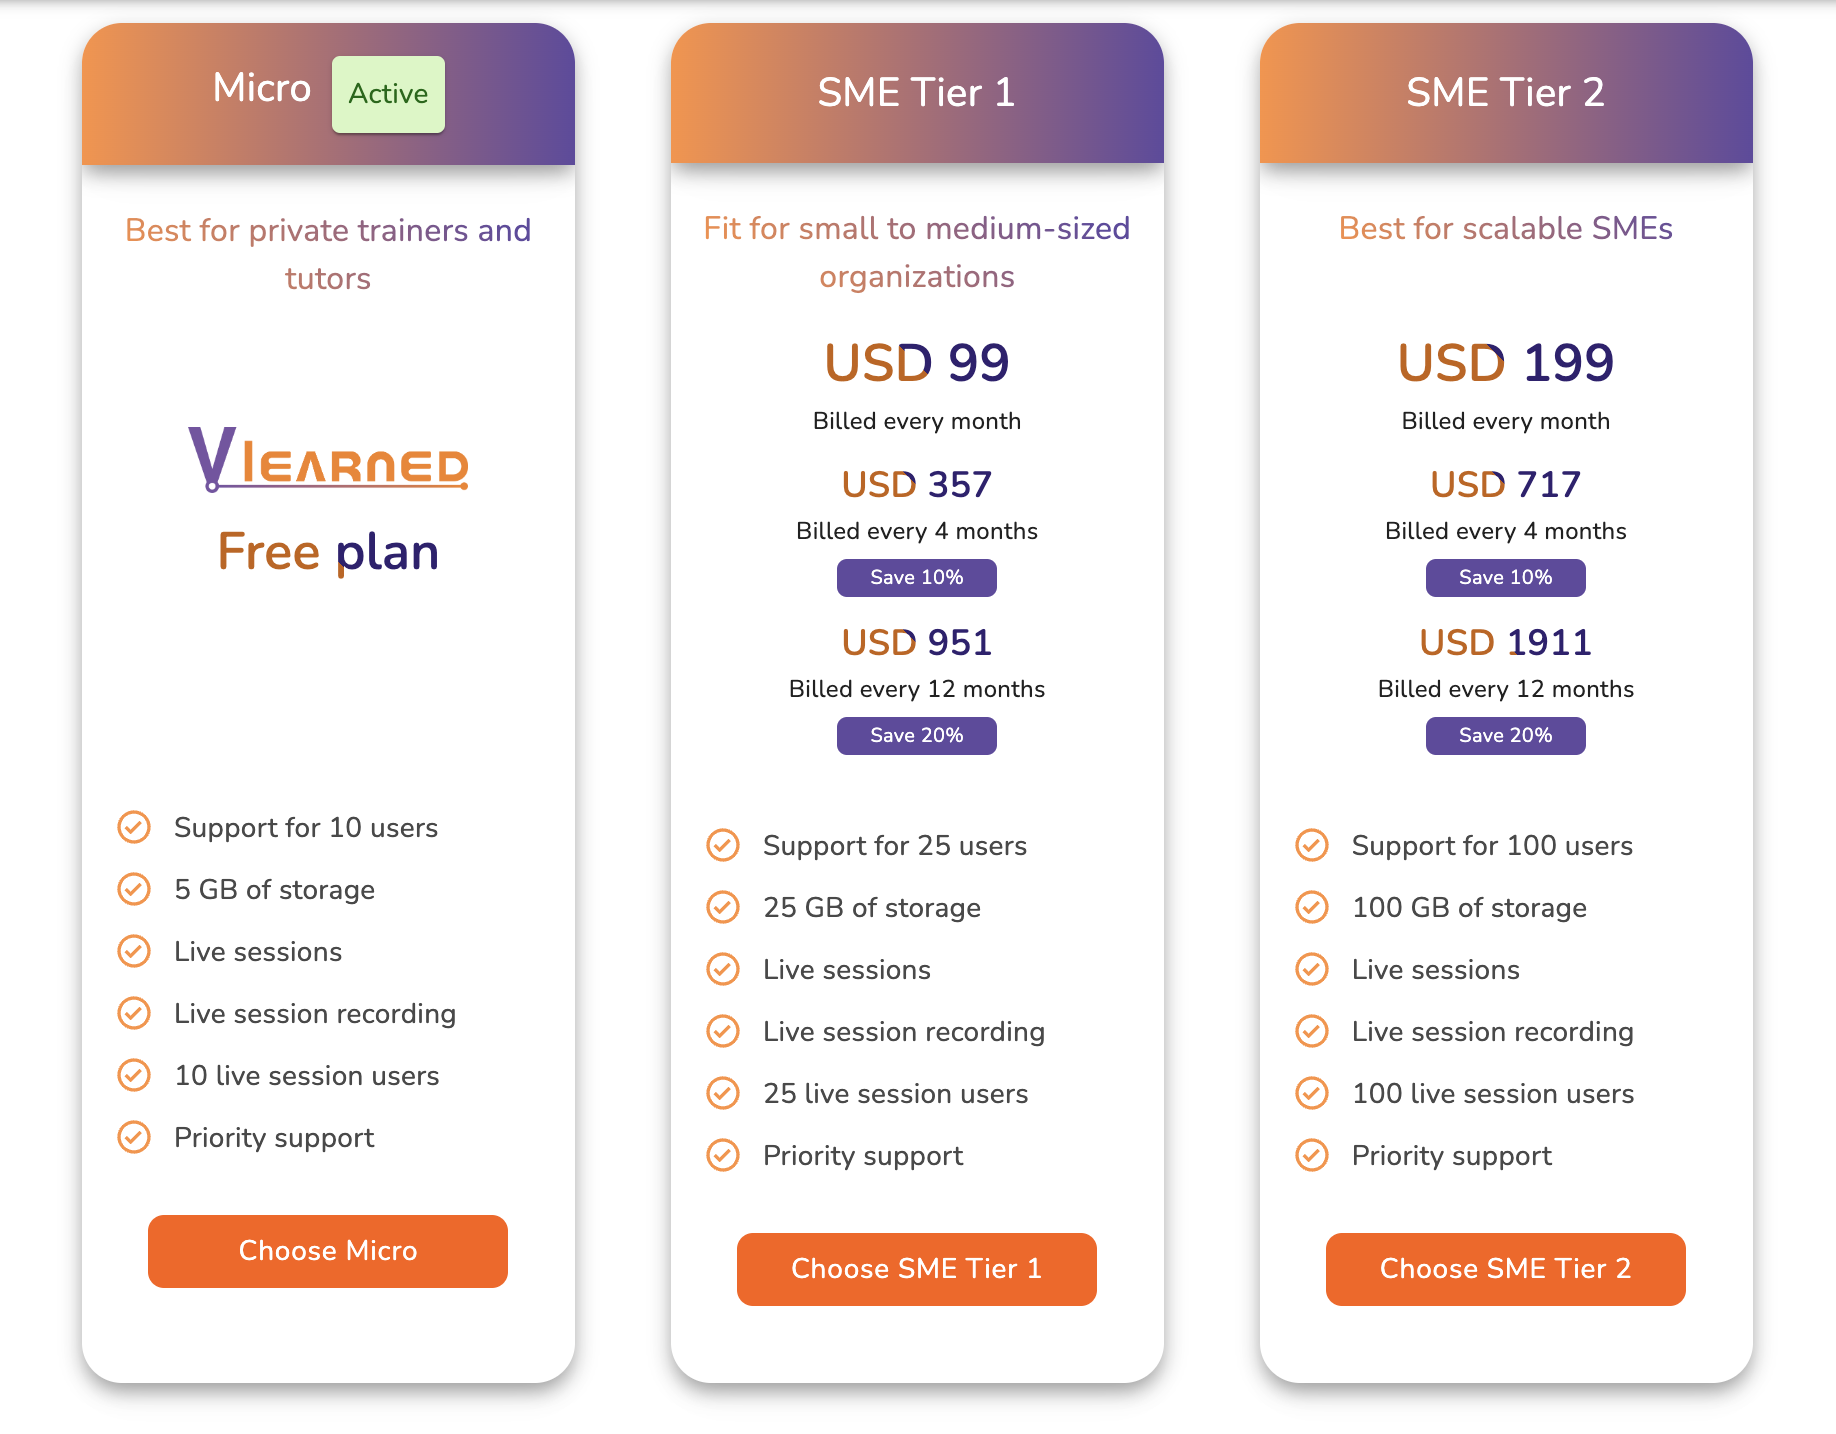 Micro
Active
Best for private trainers and
tutors
VLEARNED
Free plan
Support for 10 users
5 GB of storage
Live sessions
Live session recording
10 live session users
Priority support
Choose Micro
SME Tier 1
Fit for small to medium-sized
organizations
USD 99
Billed every month
USD 357
Billed every 4 months
Save 10%
USD 951
Billed every 12 months
Save 20%
Support for 25 users
25 GB of storage
Live sessions
Live session recording
25 live session users
Priority support
Choose SME Tier 1
SME Tier 2
Best for scalable SMEs
USD 199
Billed every month
USD 717
Billed every 4 months
Save 10%
USD 1911
Billed every 12 months
Save 20%
Support for 100 users
100 GB of storage
Live sessions
Live session recording
100 live session users
Priority support
Choose SME Tier 2